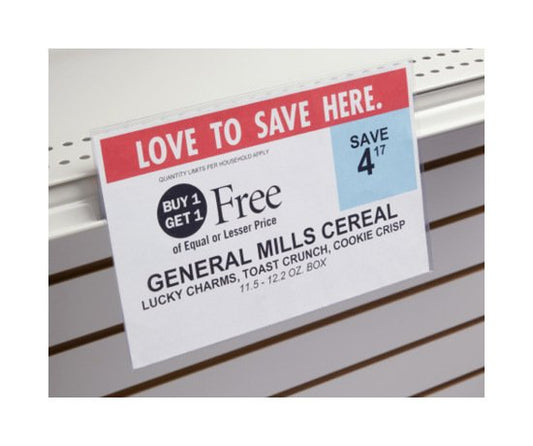 LOVE TO SAVE HERE.
QUANTITY LIMITS PER HOUSEHOLD APPLY
BUY 1
GET 1
Free
of Equal or Lesser Price
SAVE
4 17
GENERAL MILLS CEREAL
LUCKY CHARMS, TOAST CRUNCH, COOKIE CRISP
11.5 - 12.2 OZ. BOX